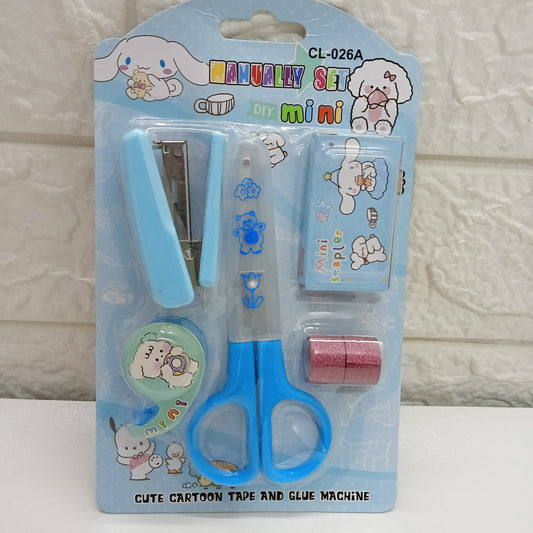 CL-026A
MANUALLY SET
DIY mini
Mini
stapler
mini
CUTE CARTOON TAPE AND GLUE MACHINE